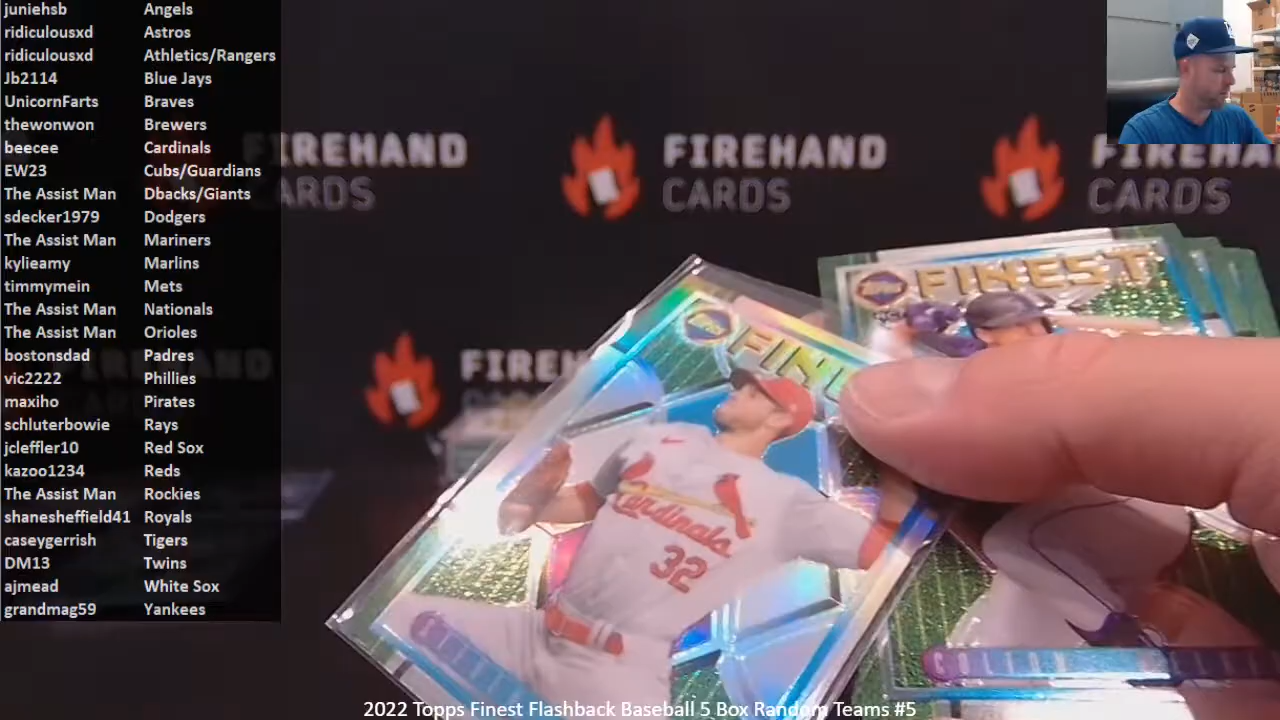 juniehsb Angels
ridiculousxd Astros
ridiculousxd Athletics/Rangers
Jb2114 Blue Jays
UnicornFarts Braves
thewonwon Brewers
beecee Cardinals
EW23 Cubs/Guardians
The Assist Man Dbacks/Giants
sdecker1979 Dodgers
The Assist Man Mariners
kylieamy Marlins
timmymein Mets
The Assist Man Nationals
The Assist Man Orioles
bostonsdad Padres
vic2222 Phillies
maxiho Pirates
schluterbowie Rays
jcleffler10 Red Sox
kazoo1234 Reds
The Assist Man Rockies
shanesheffield41 Royals
caseygerrish Tigers
DM13 Twins
ajmead White Sox
grandmag59 Yankees
FIREHAND
CARDS
FIREHAND
CARDS
FIREHA
CARDS
FIREH
FINEST
FINE
Cardinals
32
2022 Topps Finest Flashback Baseball 5 Box Random Teams #5